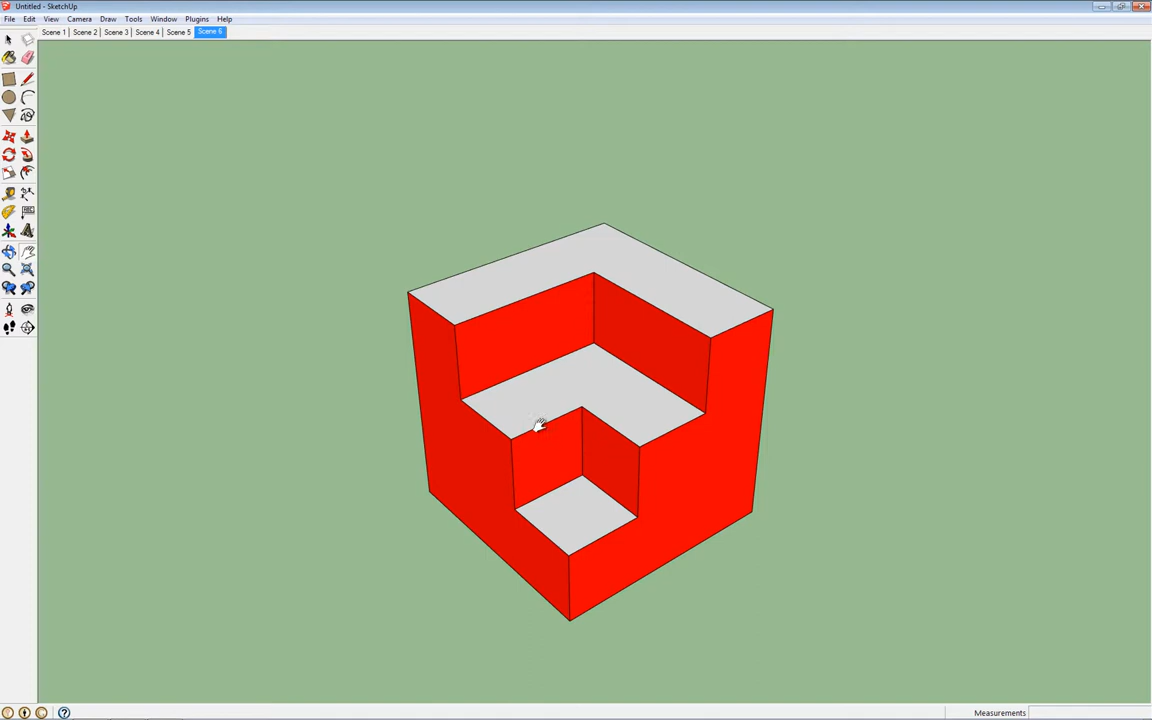 Untitled - SketchUp
File Edit View Camera Draw Tools Window Plugins Help
Scene 1 Scene 2 Scene 3 Scene 4 Scene 5 Scene 6
Measurements